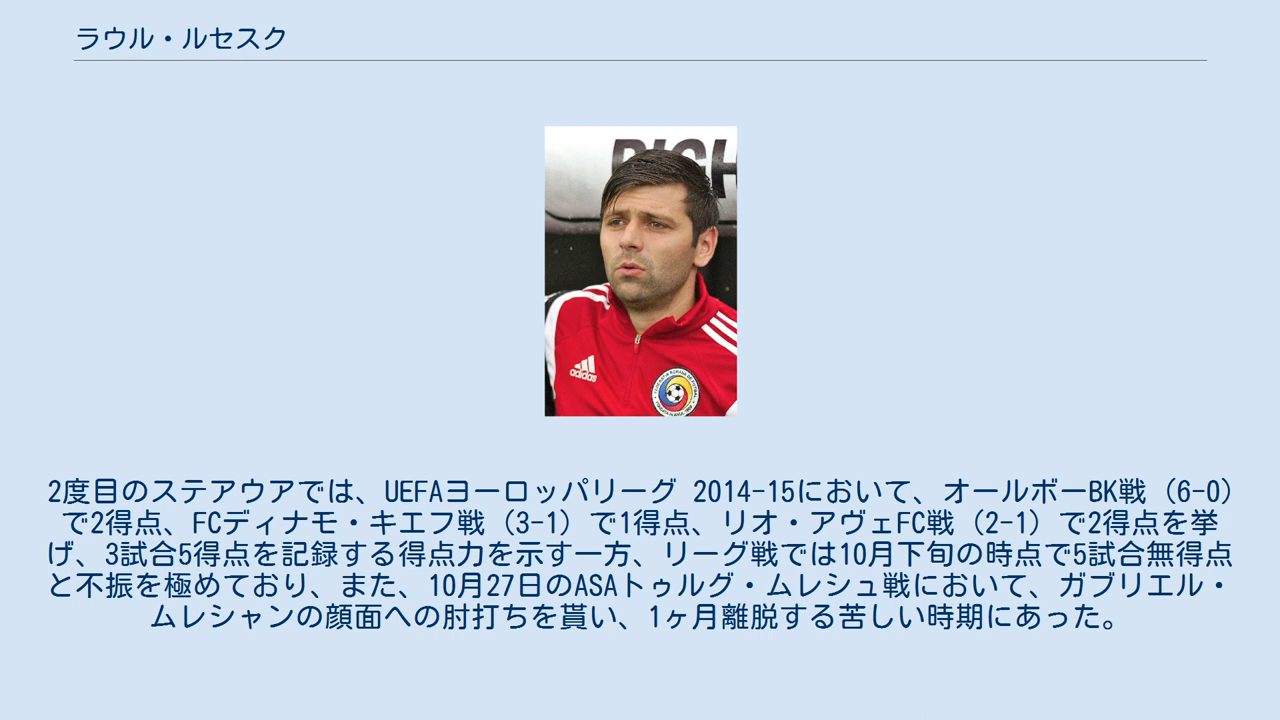 ラウル・ルセスク
RIGH
adidas
2度目のステアウアでは、UEFAヨーロッパリーグ 2014-15において、オールボーBK戦（6-0）
で2得点、FCディナモ・キエフ戦（3-1）で1得点、リオ・アヴェFC戦（2-1）で2得点を挙
げ、3試合5得点を記録する得点力を示す一方、リーグ戦では10月下旬の時点で5試合無得点
と不振を極めており、また、10月27日のASAトゥルグ・ムレシュ戦において、ガブリエル・
ムレシャンの顔面への肘打ちを貰い、1ヶ月離脱する苦しい時期にあった。